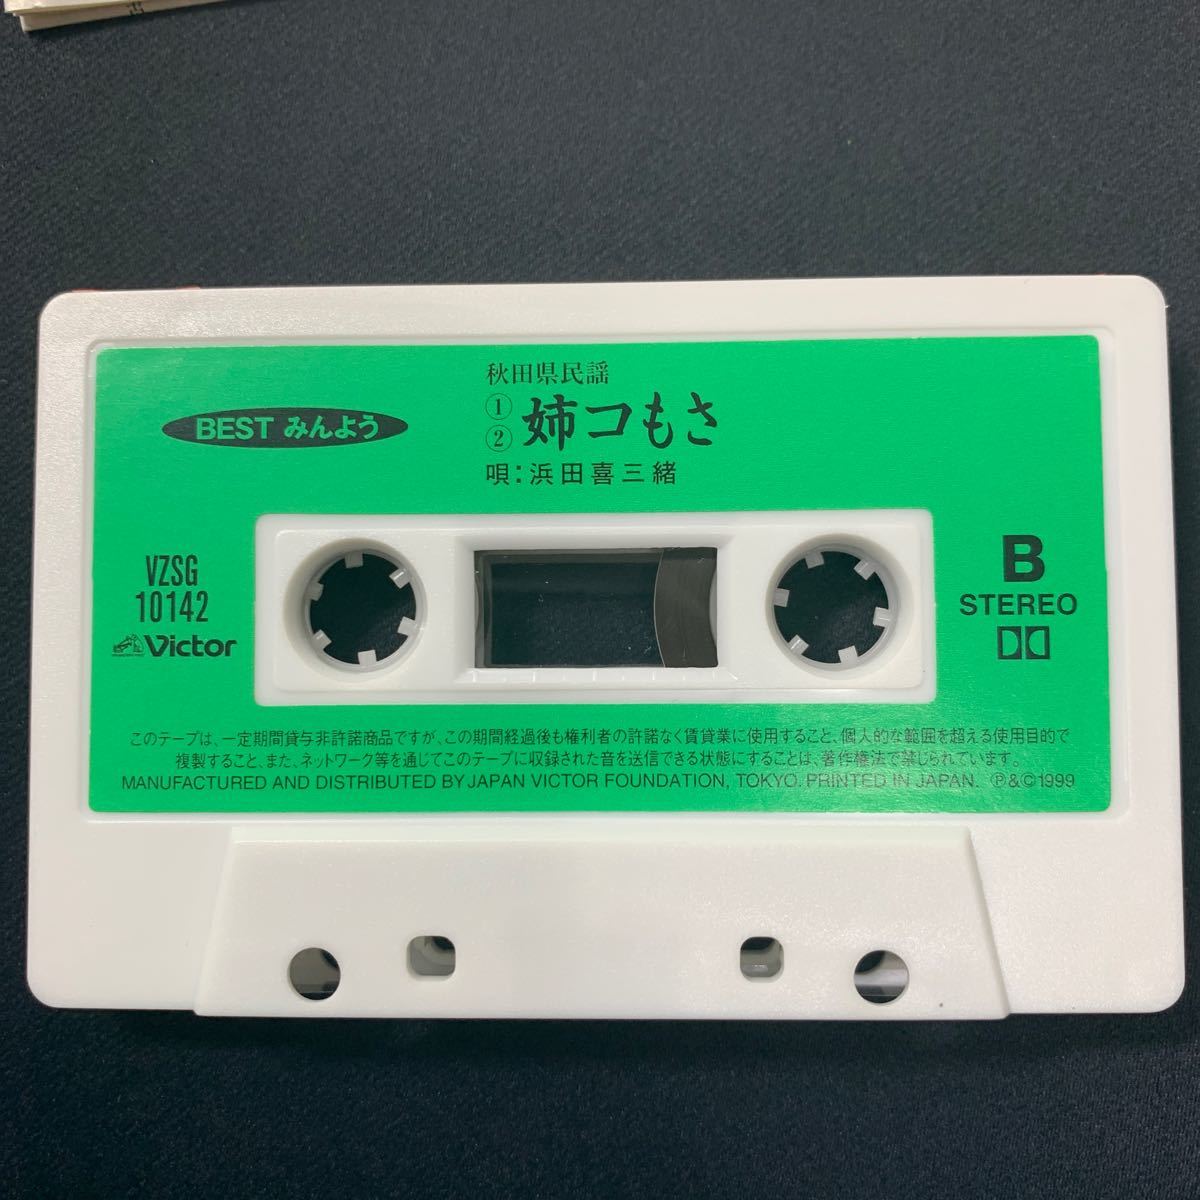 秋田県民謡
BEST みんよう
① ② 姉コもさ
唄：浜田喜三緒
VZSG
10142
Victor
B
STEREO
このテープは、一定期間貸与非許諾商品ですが、この期間経過後も権利者の許諾なく賃貸業に使用すること、個人的な範囲を超える使用目的で
複製すること、また、ネットワーク等を通じてこのテープに収録された音を送信できる状態にすることは、著作権法で禁じられています。
MANUFACTURED AND DISTRIBUTED BY JAPAN VICTOR FOUNDATION, TOKYO. PRINTED IN JAPAN. ℗&©1999